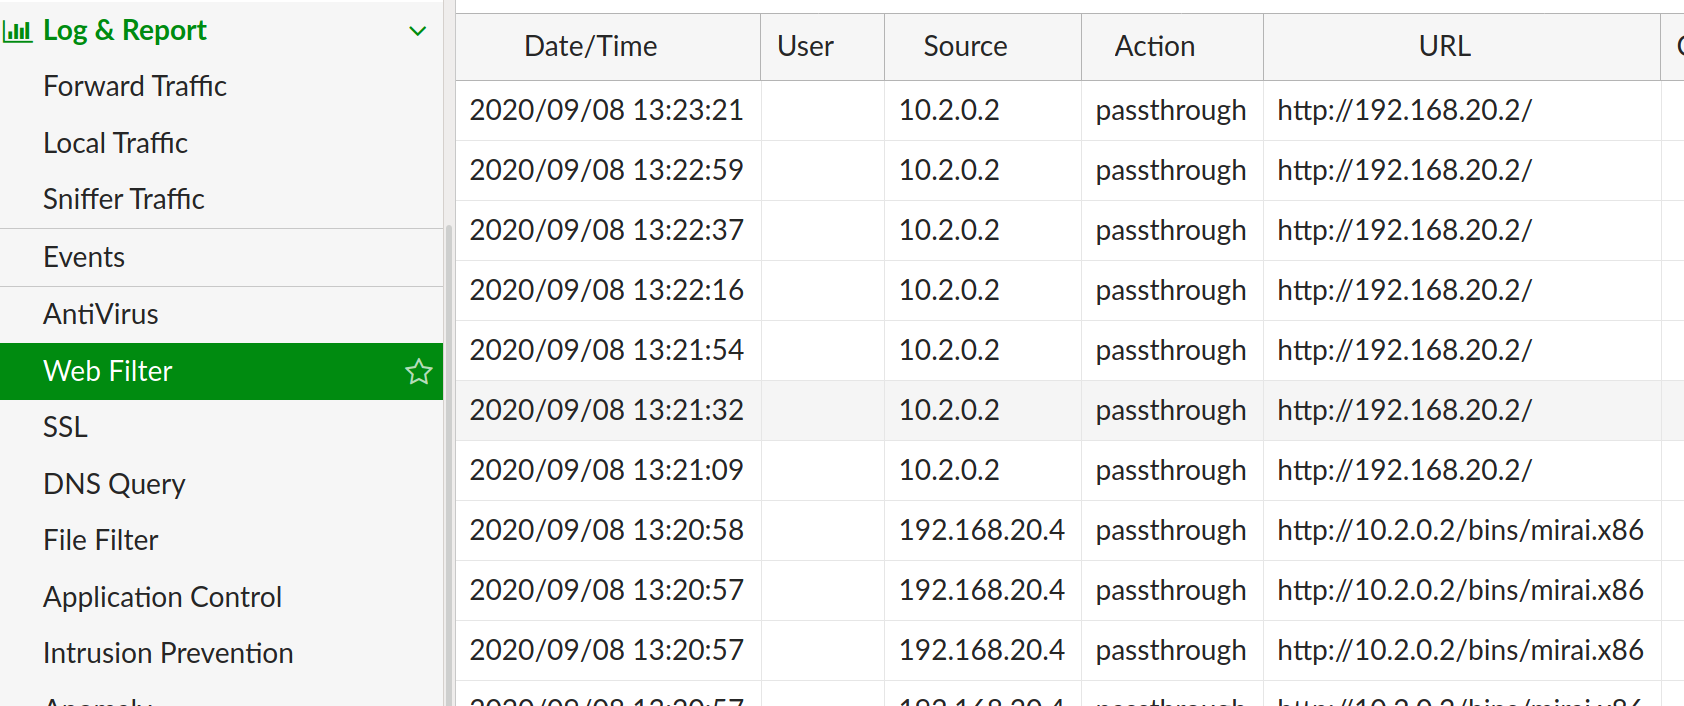 Log & Report
Forward Traffic
Local Traffic
Sniffer Traffic
Events
AntiVirus
Web Filter
SSL
DNS Query
File Filter
Application Control
Intrusion Prevention
Date/Time User Source Action URL
2020/09/08 13:23:21 10.2.0.2 passthrough http://192.168.20.2/
2020/09/08 13:22:59 10.2.0.2 passthrough http://192.168.20.2/
2020/09/08 13:22:37 10.2.0.2 passthrough http://192.168.20.2/
2020/09/08 13:22:16 10.2.0.2 passthrough http://192.168.20.2/
2020/09/08 13:21:54 10.2.0.2 passthrough http://192.168.20.2/
2020/09/08 13:21:32 10.2.0.2 passthrough http://192.168.20.2/
2020/09/08 13:21:09 10.2.0.2 passthrough http://192.168.20.2/
2020/09/08 13:20:58 192.168.20.4 passthrough http://10.2.0.2/bins/mirai.x86
2020/09/08 13:20:57 192.168.20.4 passthrough http://10.2.0.2/bins/mirai.x86
2020/09/08 13:20:57 192.168.20.4 passthrough http://10.2.0.2/bins/mirai.x86